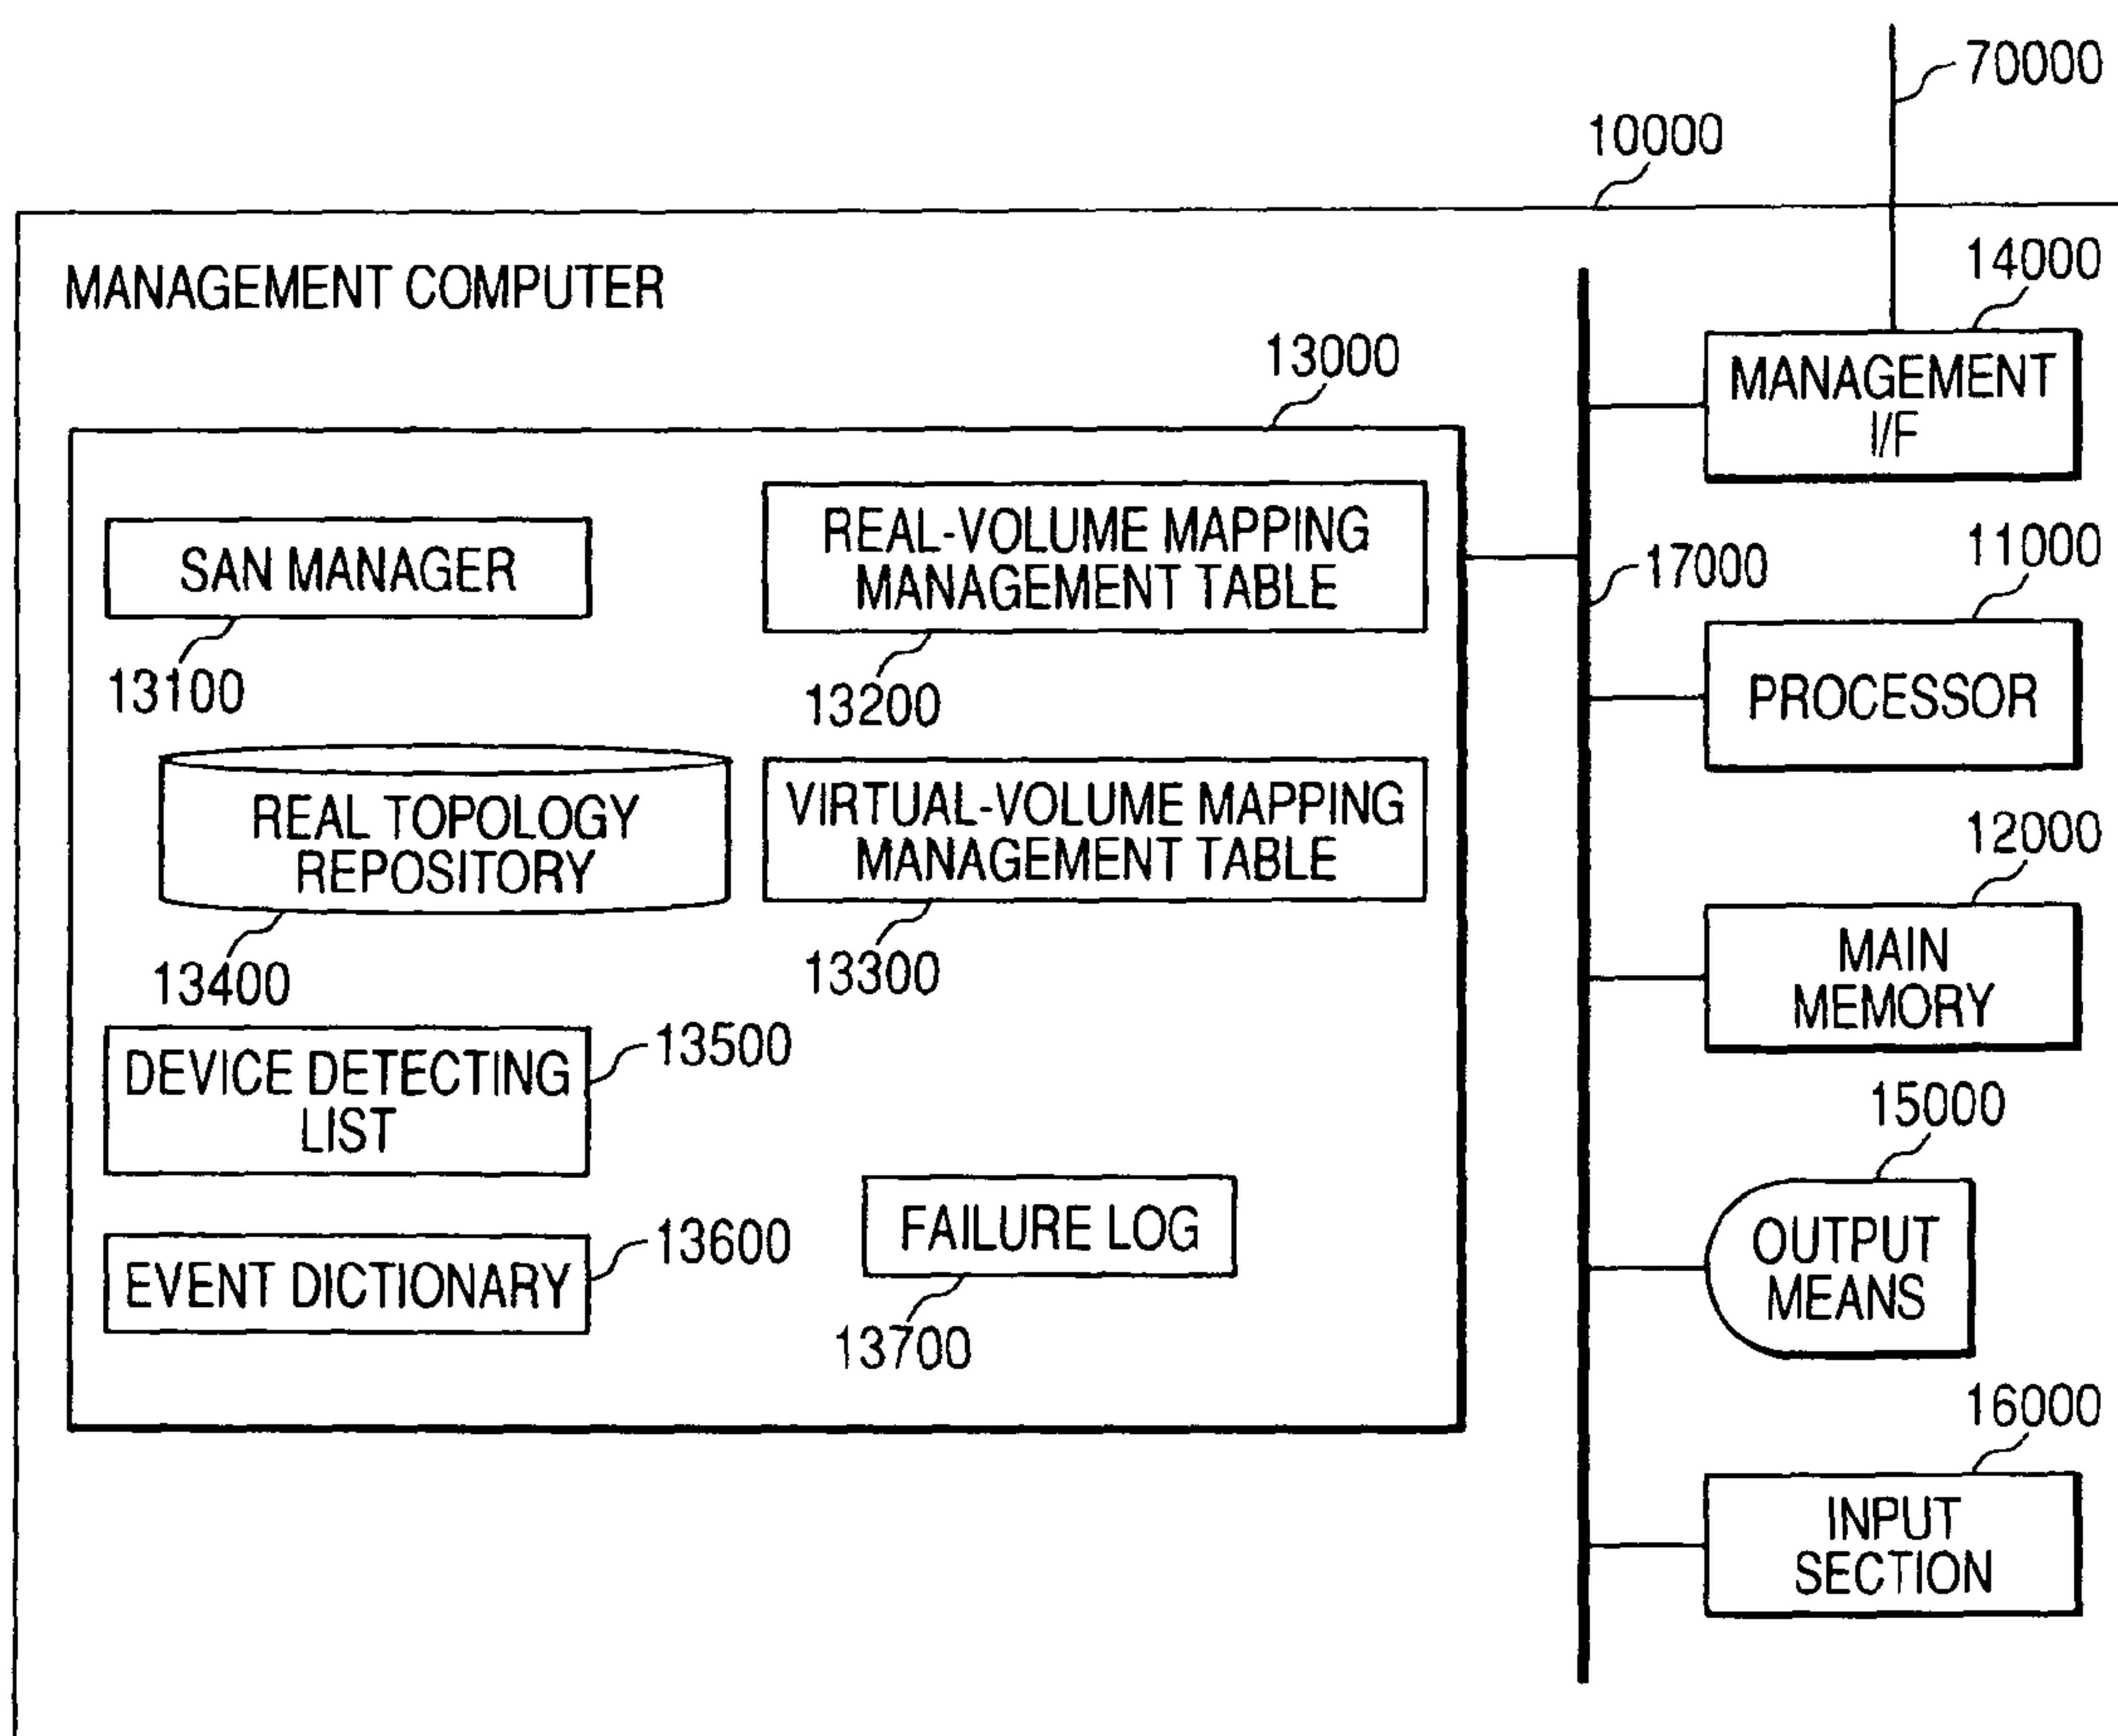 70000
10000
MANAGEMENT COMPUTER
14000
13000
MANAGEMENT
I/F
REAL-VOLUME MAPPING
MANAGEMENT TABLE
SAN MANAGER
17000
11000
13100
13200
PROCESSOR
REAL TOPOLOGY
REPOSITORY
VIRTUAL-VOLUME MAPPING
MANAGEMENT TABLE
12000
13400
13300
MAIN
MEMORY
DEVICE DETECTING
LIST
13500
15000
FAILURE LOG
OUTPUT
MEANS
EVENT DICTIONARY
13600
13700
16000
INPUT
SECTION